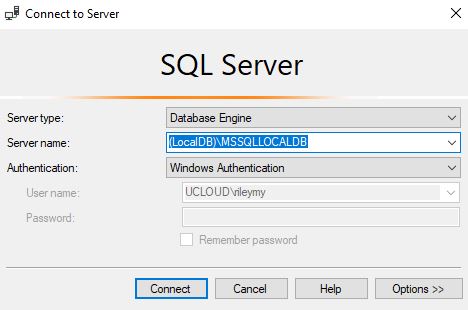 Connect to Server
SQL Server
Server type: Database Engine
Server name: (LocalDB)\MSSQLLOCALDB
Authentication: Windows Authentication
User name: UCLOUD\rileymy
Password:
Remember password
Connect Cancel Help Options >>